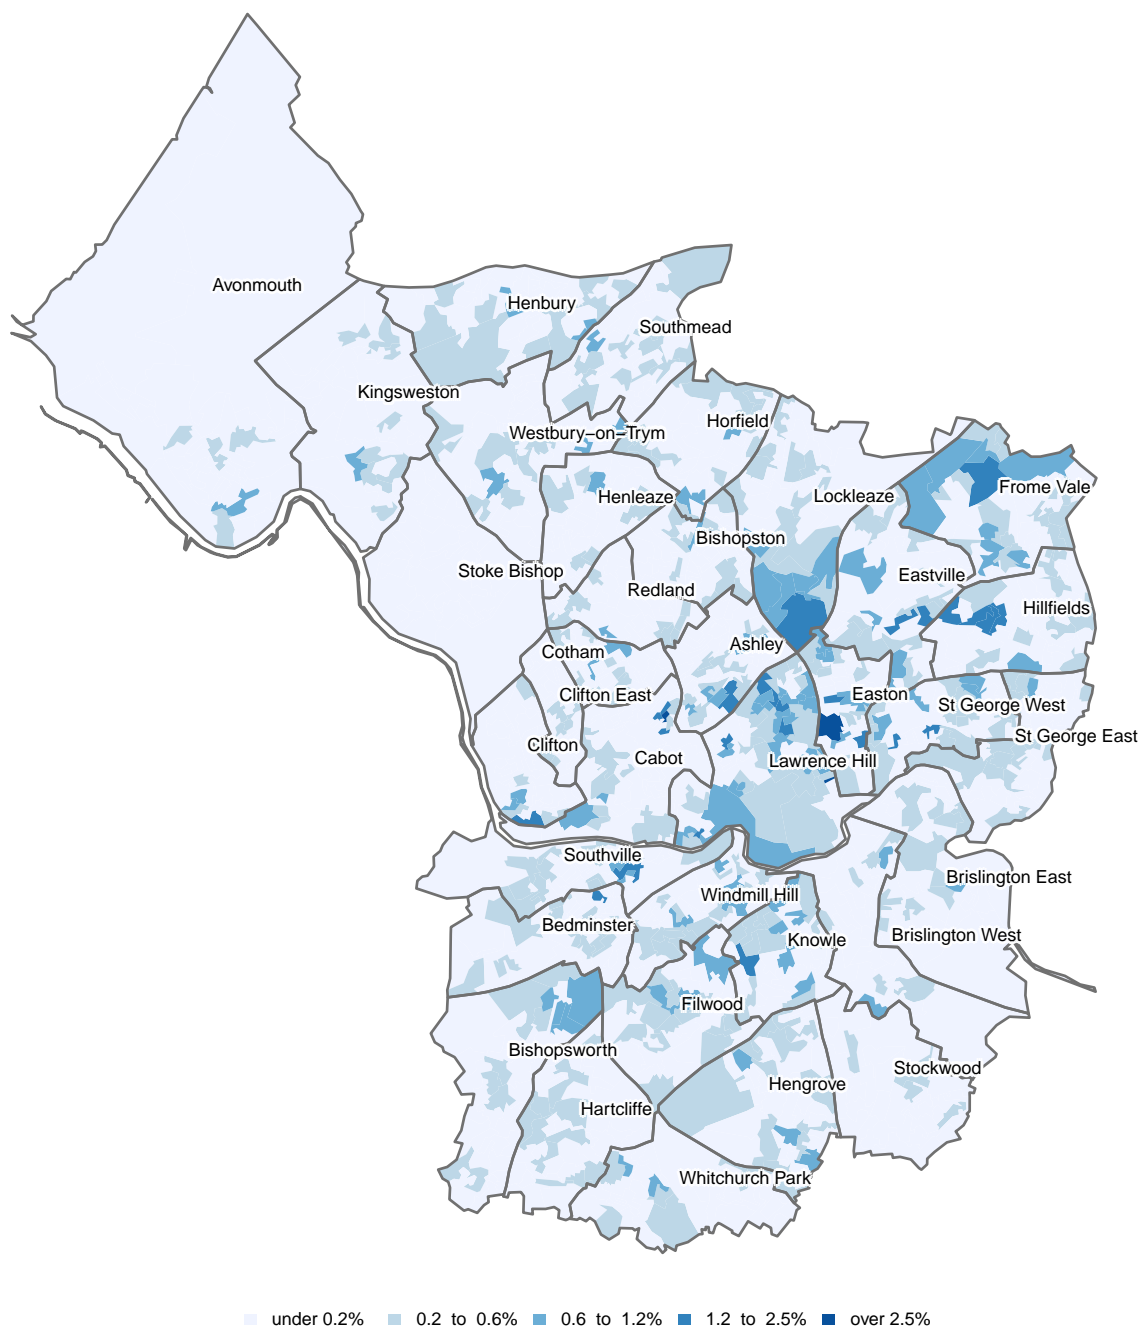 Avonmouth
Henbury
Southmead
Kingsweston
Horfield
Westbury–on–Trym
Henleaze
Lockleaze
Frome Vale
Bishopston
Stoke Bishop
Eastville
Redland
Hillfields
Ashley
Cotham
Clifton East
Easton
St George West
St George East
Clifton
Cabot
Lawrence Hill
Southville
Brislington East
Windmill Hill
Bedminster
Knowle
Brislington West
Filwood
Bishopsworth
Stockwood
Hengrove
Hartcliffe
Whitchurch Park
under 0.2% 0.2 to 0.6% 0.6 to 1.2% 1.2 to 2.5% over 2.5%